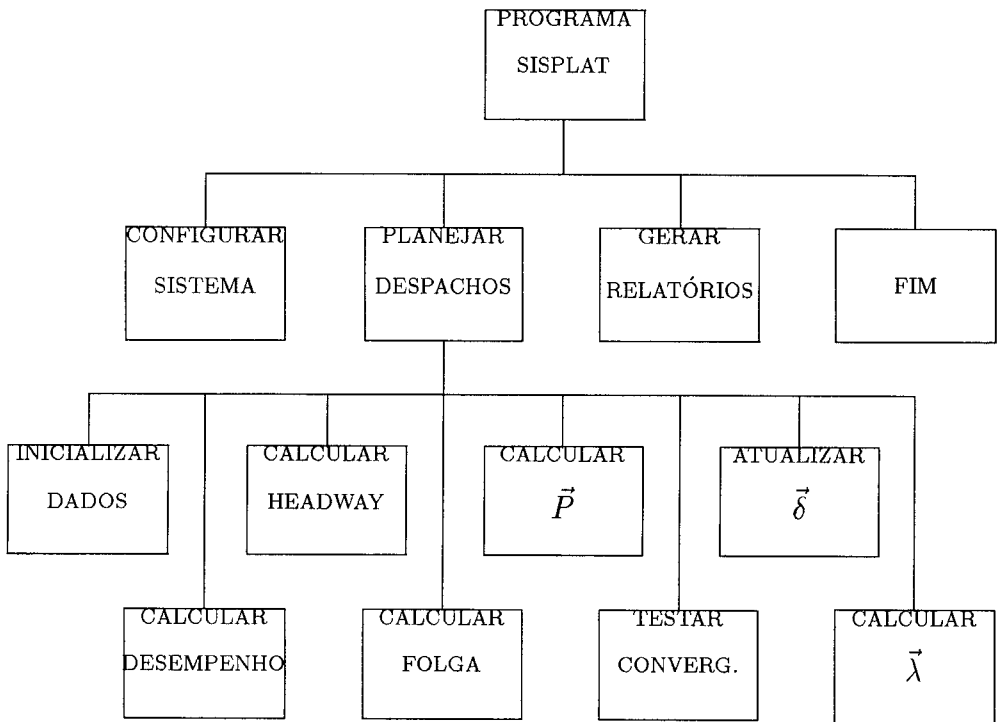 PROGRAMA
SISPLAT
CONFIGURAR
SISTEMA
PLANEJAR
DESPACHOS
GERAR
RELATÓRIOS
FIM
INICIALIZAR
DADOS
CALCULAR
HEADWAY
CALCULAR
P⃗
ATUALIZAR
δ⃗
CALCULAR
DESEMPENHO
CALCULAR
FOLGA
TESTAR
CONVERG.
CALCULAR
λ⃗